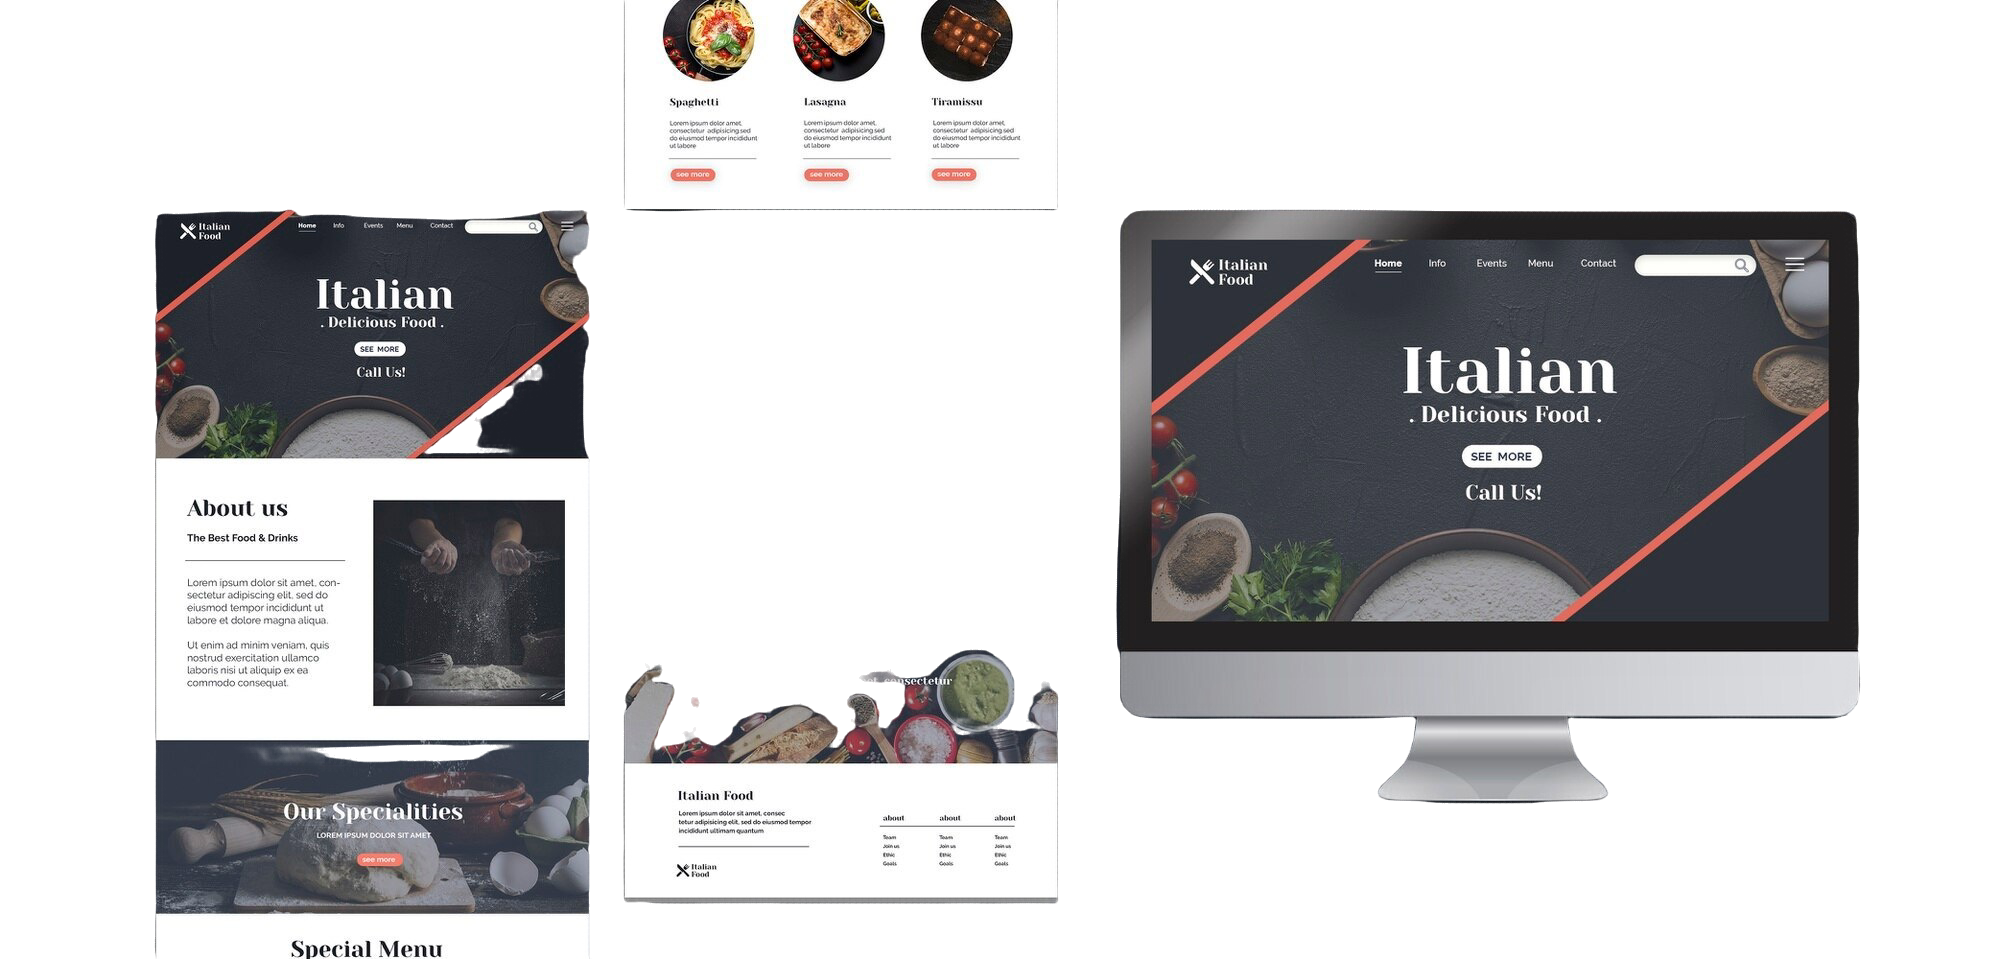 Italian
Food
Home Info Events Menu Contact
Italian
. Delicious Food .
SEE MORE
Call Us!
About us
The Best Food & Drinks
Lorem ipsum dolor sit amet, con-
sectetur adipiscing elit, sed do
eiusmod tempor incididunt ut
labore et dolore magna aliqua.
Ut enim ad minim veniam, quis
nostrud exercitation ullamco
laboris nisi ut aliquip ex ea
commodo consequat.
Our Specialities
LOREM IPSUM DOLOR SIT AMET
see more
Special Menu
Spaghetti
Lorem ipsum dolor amet,
consectetur adipisicing sed
do eiusmod tempor incididunt
ut labore
see more
Lasagna
Lorem ipsum dolor amet,
consectetur adipisicing sed
do eiusmod tempor incididunt
ut labore
see more
Tiramissu
Lorem ipsum dolor amet,
consectetur adipisicing sed
do eiusmod tempor incididunt
ut labore
see more
consectetur
Italian Food
Lorem ipsum dolor sit amet, consec
tetur adipisicing elit, sed do eiusmod tempor
incididunt ultimam quantum
Italian
Food
about about about
Team Team Team
Join us Join us Join us
Ethic Ethic Ethic
Goals Goals Goals
Italian
Food
Home Info Events Menu Contact
Italian
. Delicious Food .
SEE MORE
Call Us!